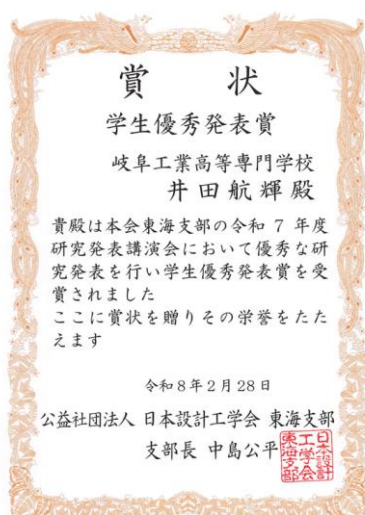 賞 状
学生優秀発表賞
岐阜工業高等専門学校
井田航輝殿
貴殿は本会東海支部の令和 7 年度
研究発表講演会において優秀な研
究発表を行い学生優秀発表賞を受
賞されました
ここに賞状を贈りその栄誉をたた
えます
令和8年2月28日
公益社団法人 日本設計工学会 東海支部
支部長 中島公平
日本設計
工学会
東海支部